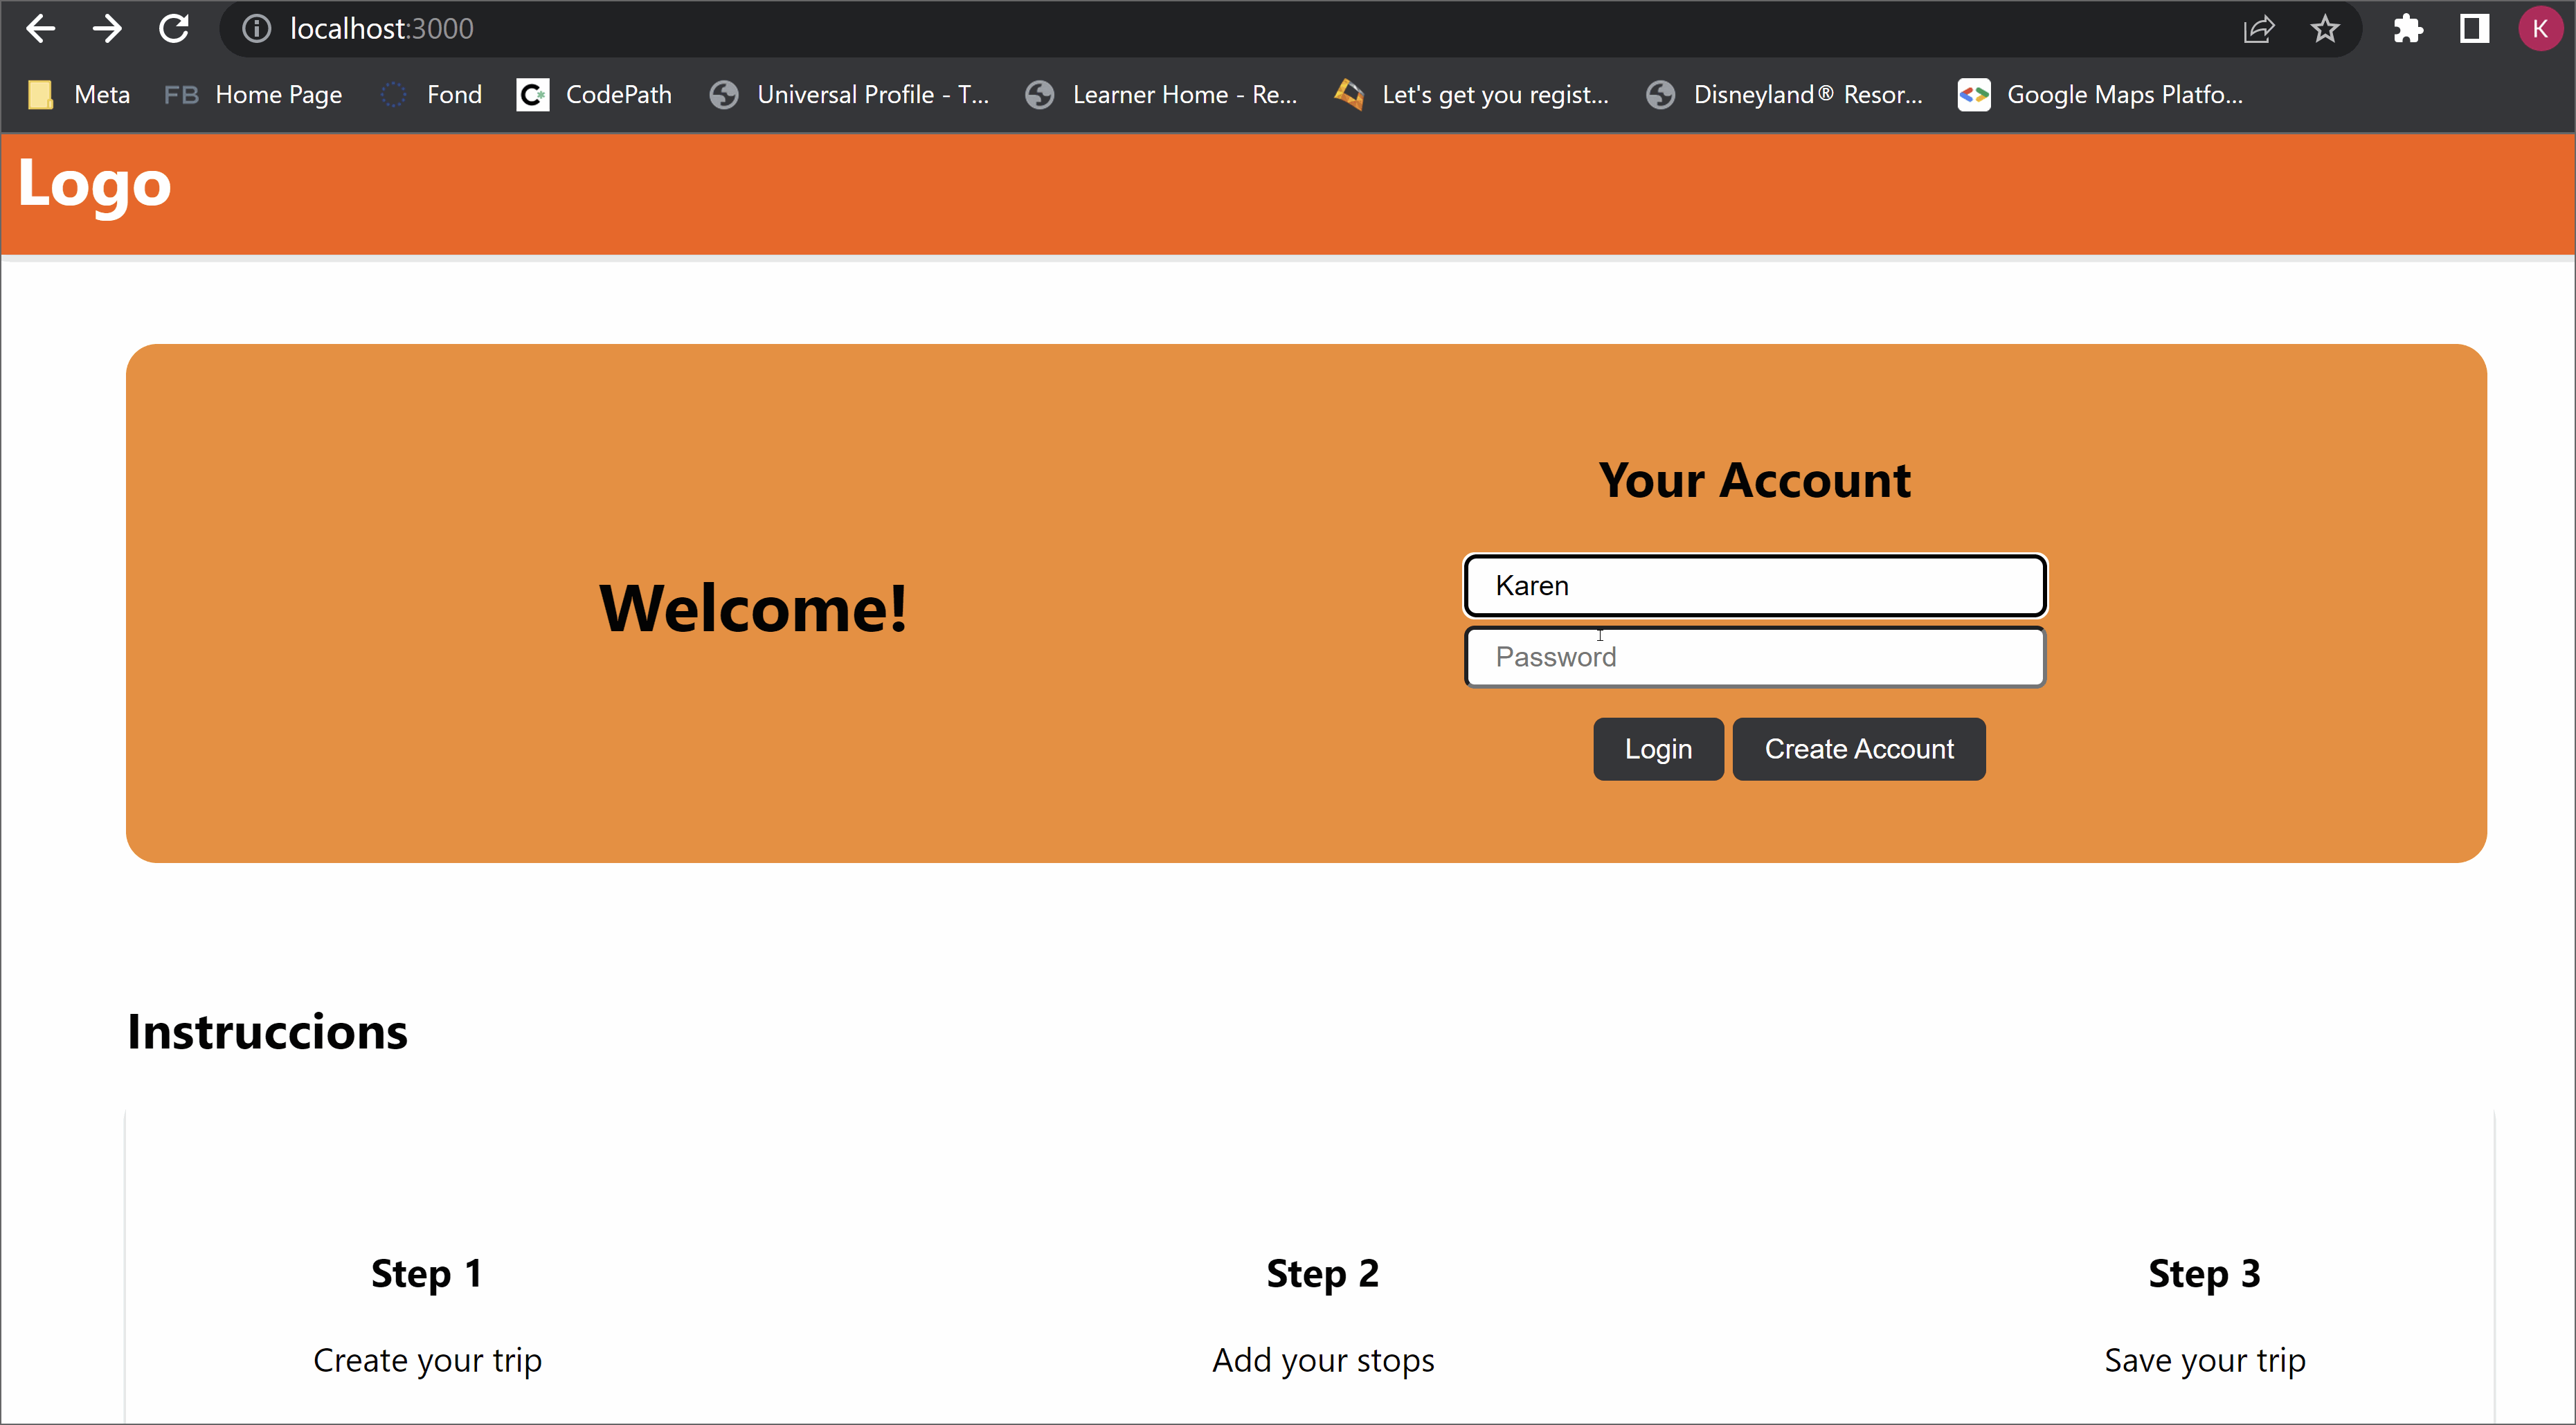 localhost:3000
K
Meta
FB Home Page
Fond
C CodePath
Universal Profile - T...
Learner Home - Re...
Let's get you regist...
Disneyland® Resor...
Google Maps Platfo...
Logo
Your Account
Welcome!
Karen
Password
Login
Create Account
Instruccions
Step 1
Step 2
Step 3
Create your trip
Add your stops
Save your trip